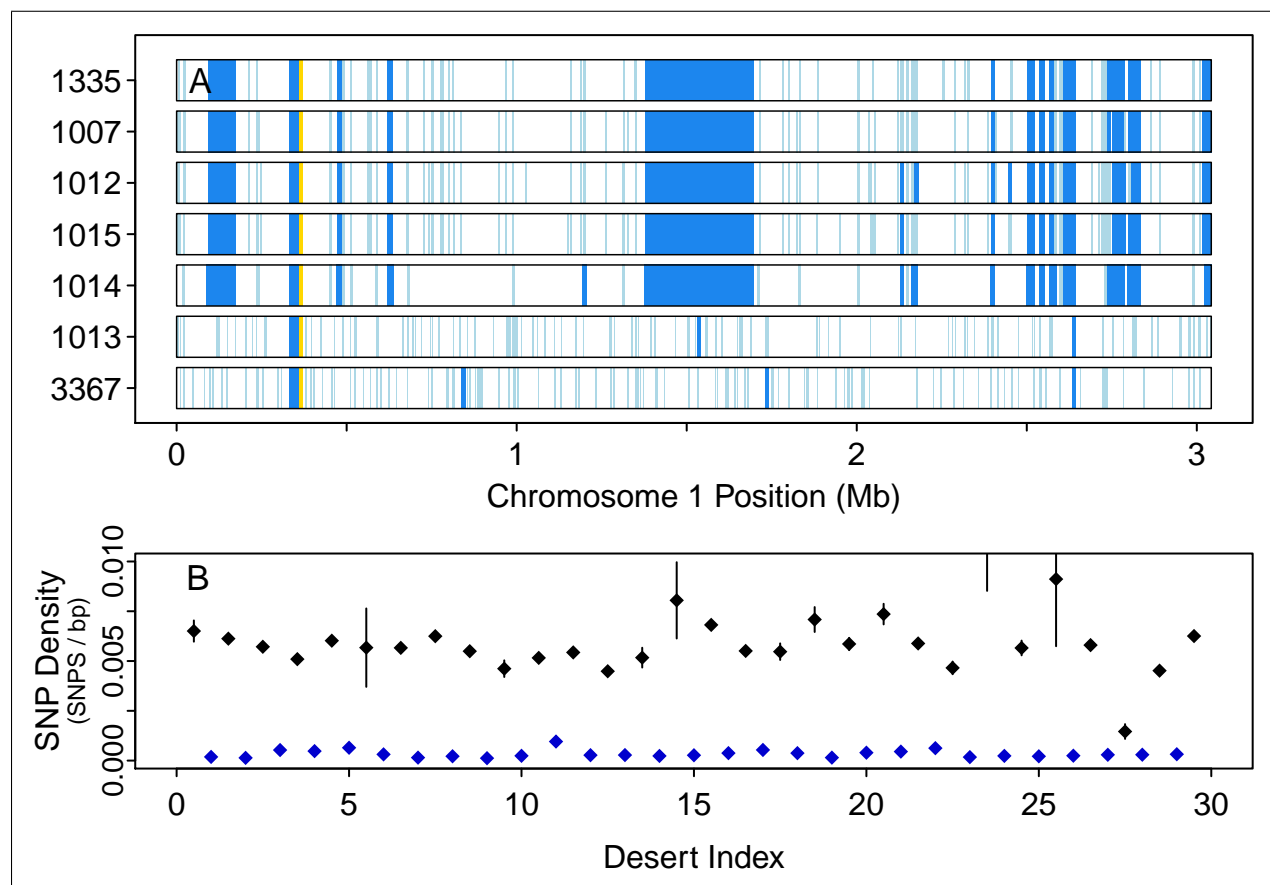 A
1335
1007
1012
1015
1014
1013
3367
0 1 2 3
Chromosome 1 Position (Mb)
B
SNP Density
(SNPS / bp)
0.010
0.005
0.000
0 5 10 15 20 25 30
Desert Index